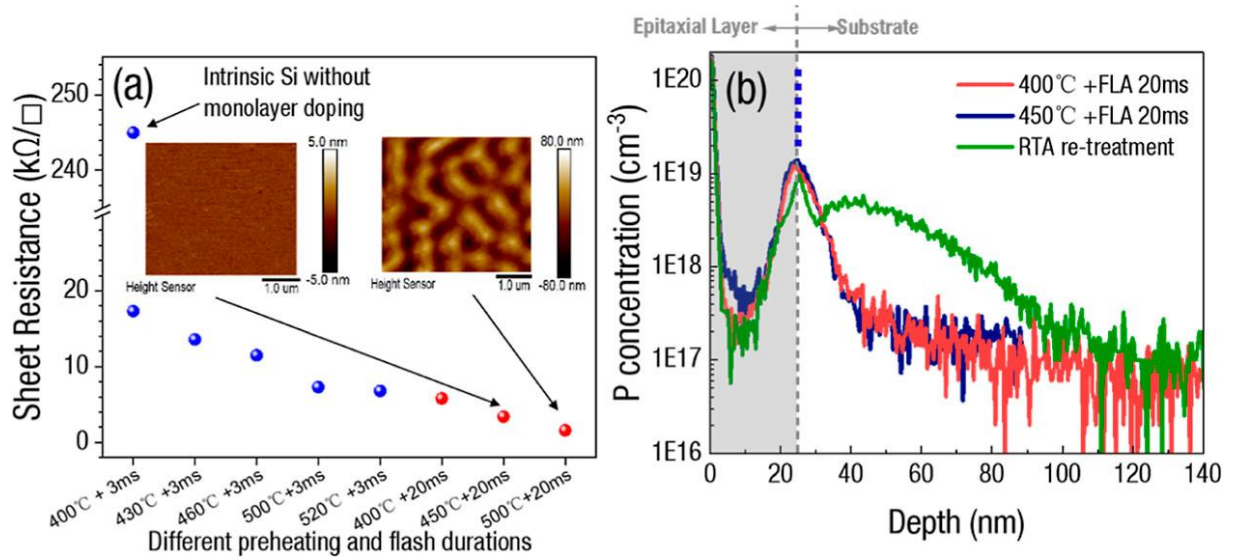 Epitaxial Layer
Substrate
(a)
Intrinsic Si without
monolayer doping
250
240
20
10
0
Sheet Resistance (kΩ/□)
5.0 nm
-5.0 nm
Height Sensor
1.0 um
80.0 nm
-80.0 nm
Height Sensor
1.0 um
400℃ + 3ms
430℃ +3ms
460℃ +3ms
500℃+3ms
520℃ +3ms
400℃ +20ms
450℃+20ms
500℃+20ms
Different preheating and flash durations
(b)
400℃ +FLA 20ms
450℃ +FLA 20ms
RTA re-treatment
1E20
1E19
1E18
1E17
1E16
P concentration (cm⁻³)
0 20 40 60 80 100 120 140
Depth (nm)